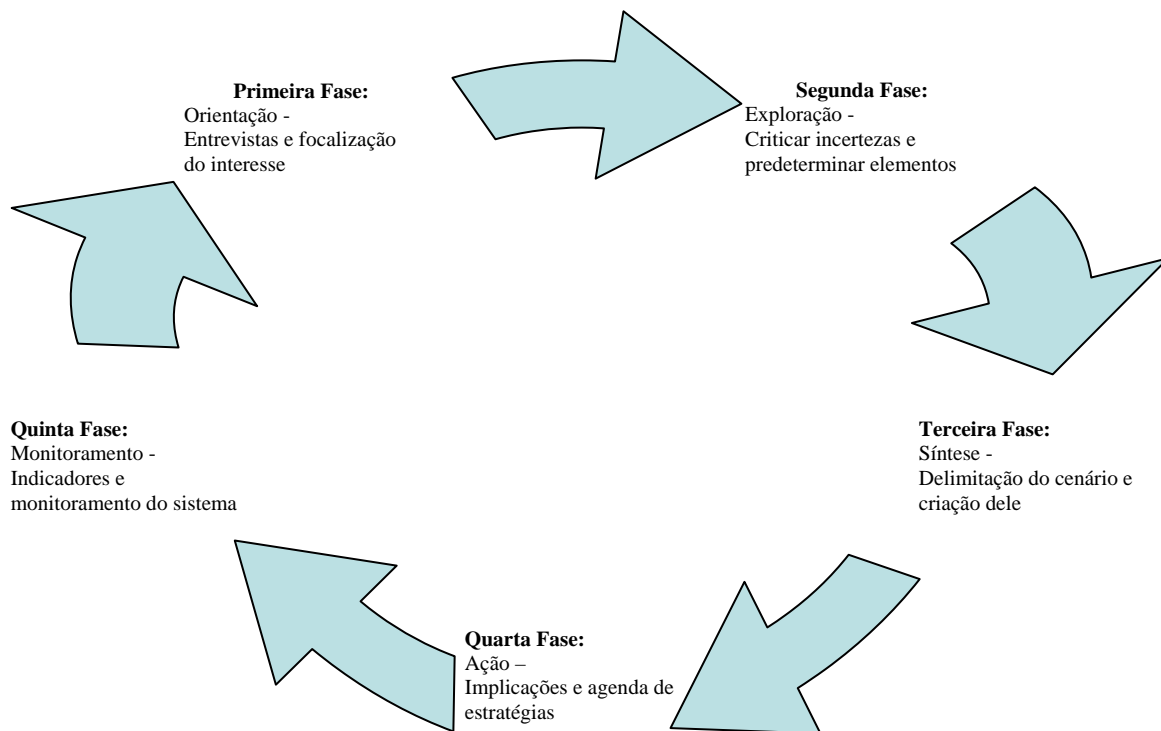 Primeira Fase:
Orientação -
Entrevistas e focalização
do interesse
Segunda Fase:
Exploração -
Criticar incertezas e
predeterminar elementos
Terceira Fase:
Síntese -
Delimitação do cenário e
criação dele
Quarta Fase:
Ação –
Implicações e agenda de
estratégias
Quinta Fase:
Monitoramento -
Indicadores e
monitoramento do sistema